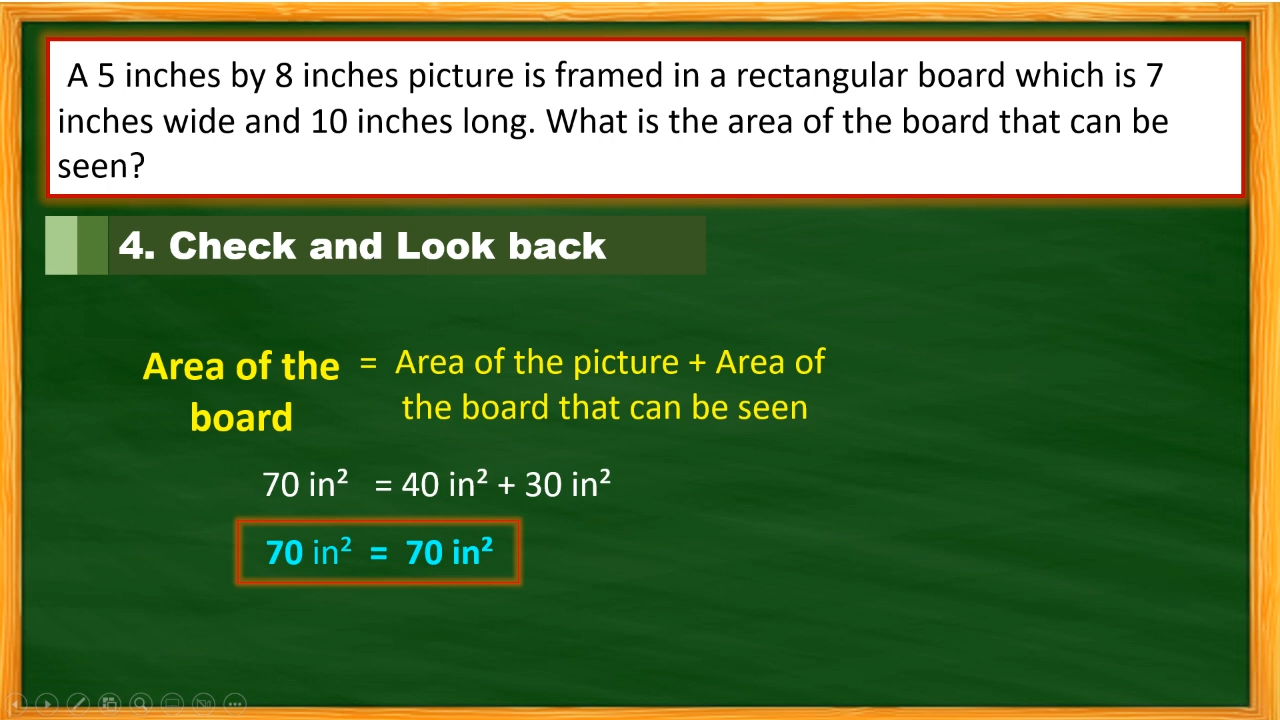 A 5 inches by 8 inches picture is framed in a rectangular board which is 7
inches wide and 10 inches long. What is the area of the board that can be
seen?
4. Check and Look back
Area of the = Area of the picture + Area of
board the board that can be seen
70 in² = 40 in² + 30 in²
70 in² = 70 in²